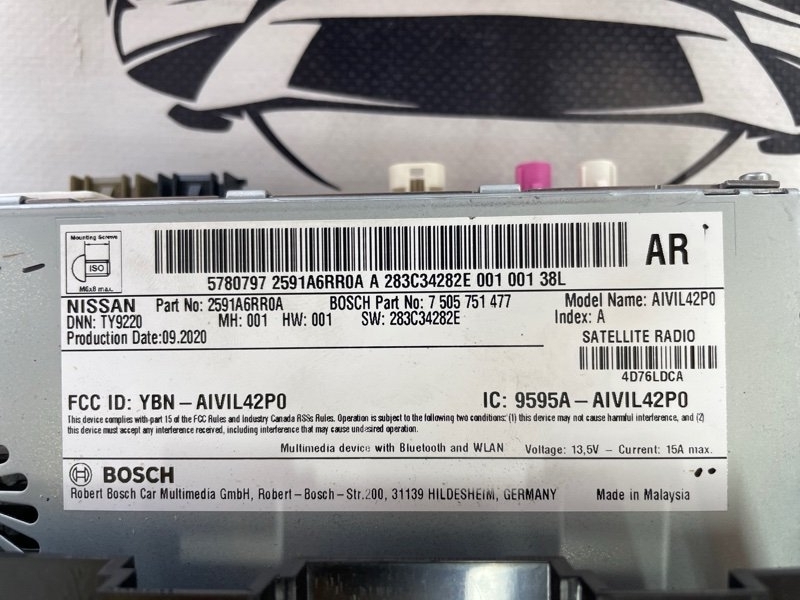 Mounting Screws
ISO
M6x8 max.
AR
5780797 2591A6RR0A A 283C34282E 001 001 38L
NISSAN Part No: 2591A6RR0A BOSCH Part No: 7 505 751 477 Model Name: AIVIL42P0
DNN: TY9220 MH: 001 HW: 001 SW: 283C34282E Index: A
Production Date:09.2020
SATELLITE RADIO
4D76LDCA
FCC ID: YBN-AIVIL42P0 IC: 9595A-AIVIL42P0
This device complies with part 15 of the FCC Rules and Industry Canada RSSs Rules. Operation is subject to the following two conditions: (1) this device may not cause harmful interference, and (2)
this device must accept any interference received, including interference that may cause undesired operation.
Multimedia device with Bluetooth and WLAN Voltage: 13,5V - Current: 15A max.
BOSCH
Robert Bosch Car Multimedia GmbH, Robert-Bosch-Str.200, 31139 HILDESHEIM, GERMANY Made in Malaysia